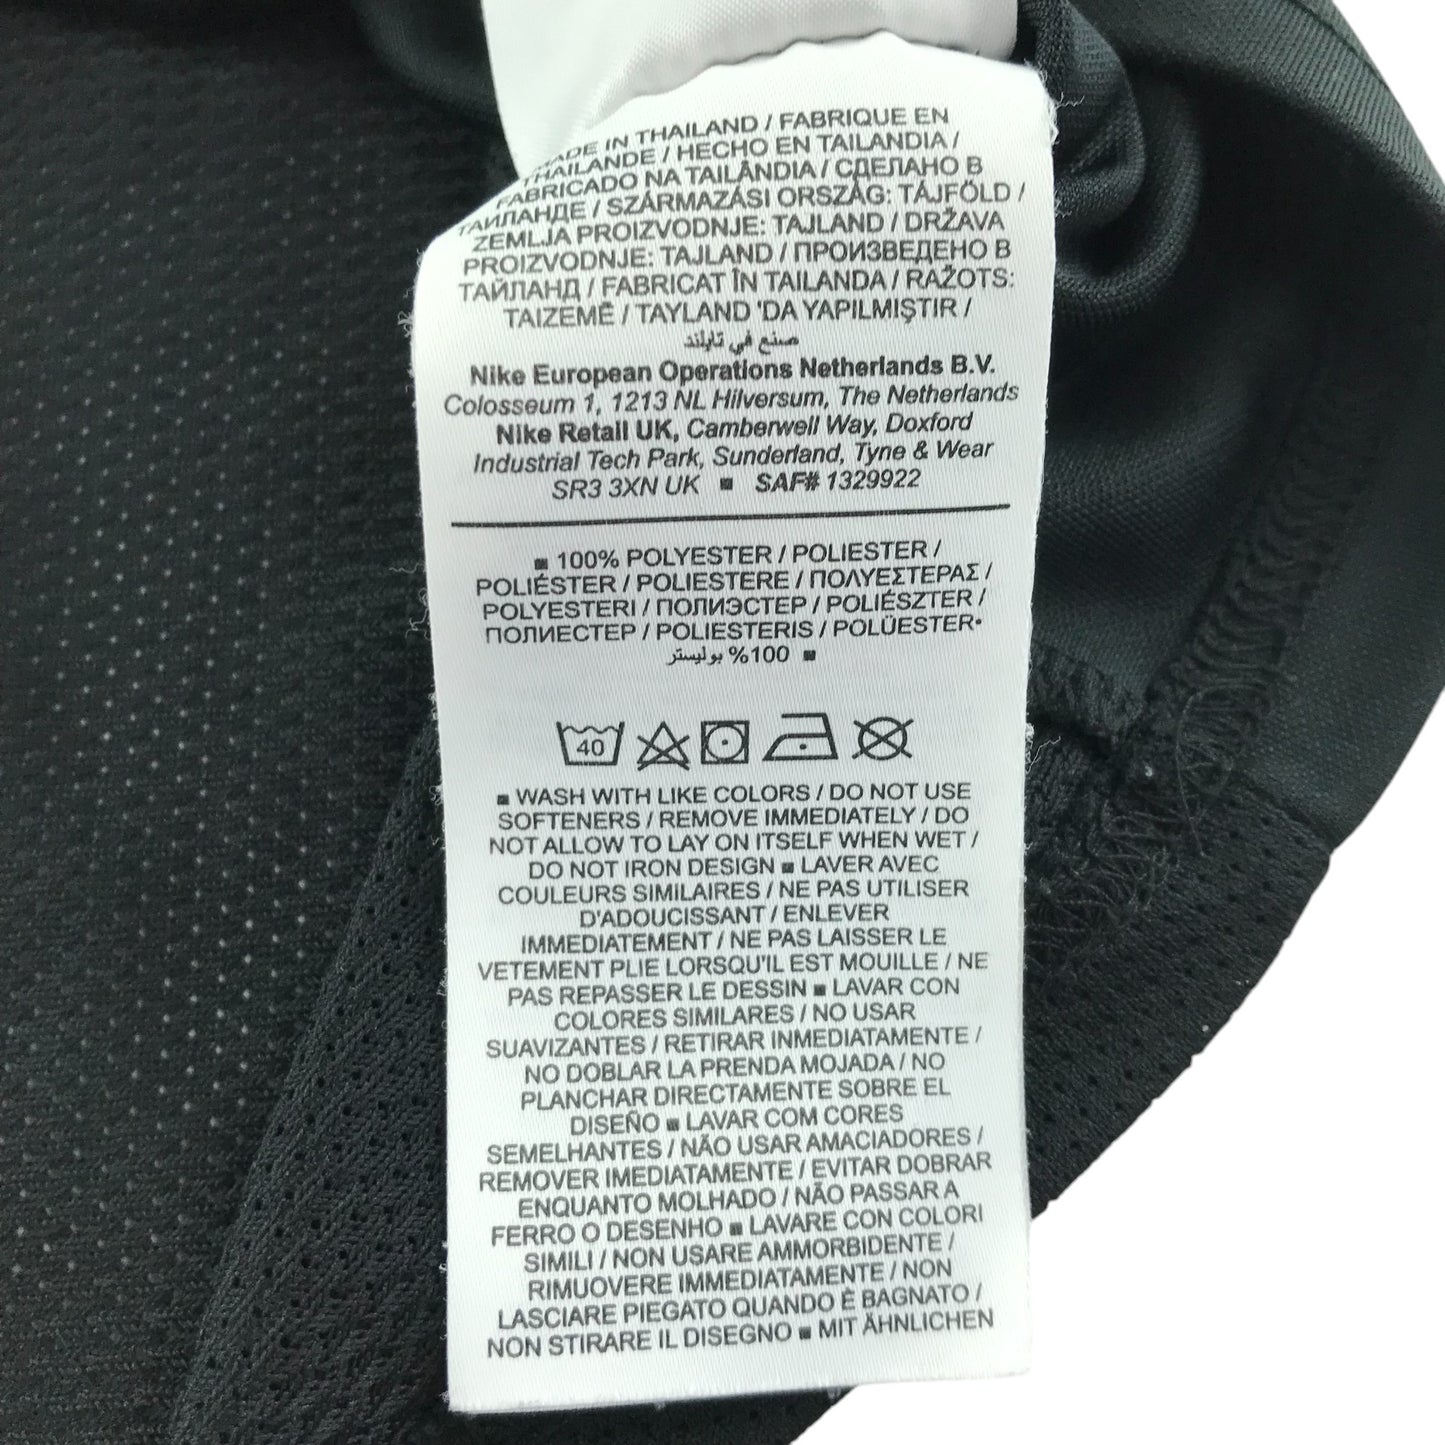 MADE IN THAILAND / FABRIQUE EN
THAILANDE / HECHO EN TAILANDIA /
FABRICADO NA TAILÂNDIA / СДЕЛАНО В
ТАИЛАНДЕ / SZÁRMAZÁSI ORSZÁG: TÁJFÖLD /
ZEMLJA PROIZVODNJE: TAJLAND / DRŽAVA
PROIZVODNJE: TAJLAND / ПРОИЗВЕДЕНО В
ТАЙЛАНД / FABRICAT ÎN TAILANDA / RAŽOTS:
TAIZEMĒ / TAYLAND 'DA YAPILMIŞTIR /
صنع في تايلند
Nike European Operations Netherlands B.V.
Colosseum 1, 1213 NL Hilversum, The Netherlands
Nike Retail UK, Camberwell Way, Doxford
Industrial Tech Park, Sunderland, Tyne & Wear
SR3 3XN UK ■ SAF# 1329922
■ 100% POLYESTER / POLIESTER /
POLIÉSTER / POLIESTERE / ΠΟΛΥΕΣΤΕΡΑΣ /
POLYESTERI / ПОЛИЭСТЕР / POLIÉSZTER /
ПОЛИЕСТЕР / POLIESTERIS / POLÜESTER•
■ 100% بوليستر
40
■ WASH WITH LIKE COLORS / DO NOT USE
SOFTENERS / REMOVE IMMEDIATELY / DO
NOT ALLOW TO LAY ON ITSELF WHEN WET /
DO NOT IRON DESIGN ■ LAVER AVEC
COULEURS SIMILAIRES / NE PAS UTILISER
D'ADOUCISSANT / ENLEVER
IMMEDIATEMENT / NE PAS LAISSER LE
VETEMENT PLIE LORSQU'IL EST MOUILLE / NE
PAS REPASSER LE DESSIN ■ LAVAR CON
COLORES SIMILARES / NO USAR
SUAVIZANTES / RETIRAR INMEDIATAMENTE /
NO DOBLAR LA PRENDA MOJADA / NO
PLANCHAR DIRECTAMENTE SOBRE EL
DISEÑO ■ LAVAR COM CORES
SEMELHANTES / NÃO USAR AMACIADORES /
REMOVER IMEDIATAMENTE / EVITAR DOBRAR
ENQUANTO MOLHADO / NÃO PASSAR A
FERRO O DESENHO ■ LAVARE CON COLORI
SIMILI / NON USARE AMMORBIDENTE /
RIMUOVERE IMMEDIATAMENTE / NON
LASCIARE PIEGATO QUANDO È BAGNATO /
NON STIRARE IL DISEGNO ■ MIT ÄHNLICHEN